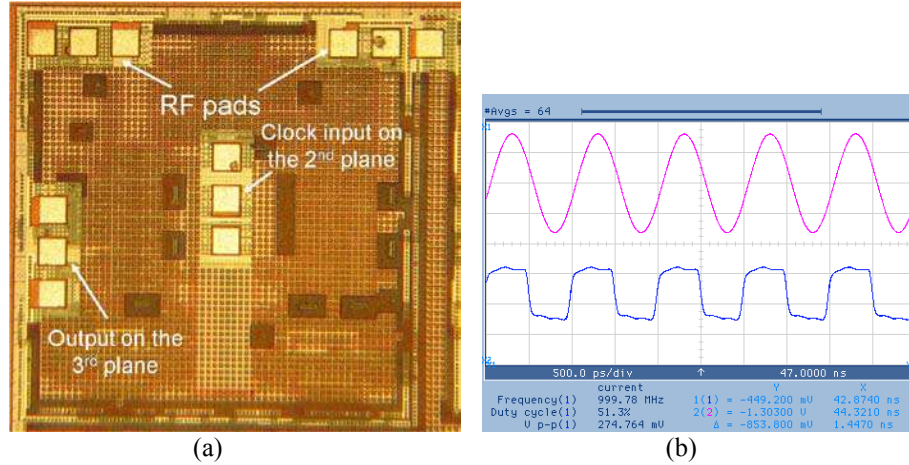 RF pads
Clock input on
the 2nd plane
Output on the
3rd plane
(a)
#Avgs = 64
500.0 ps/div
47.0000 ns
current Y X
Frequency(1) 999.78 MHz 1(1) = -449.200 mV 42.8740 ns
Duty cycle(1) 51.3% 2(2) = -1.30300 V 44.3210 ns
V p-p(1) 274.764 mV Δ = -853.800 mV 1.4470 ns
(b)